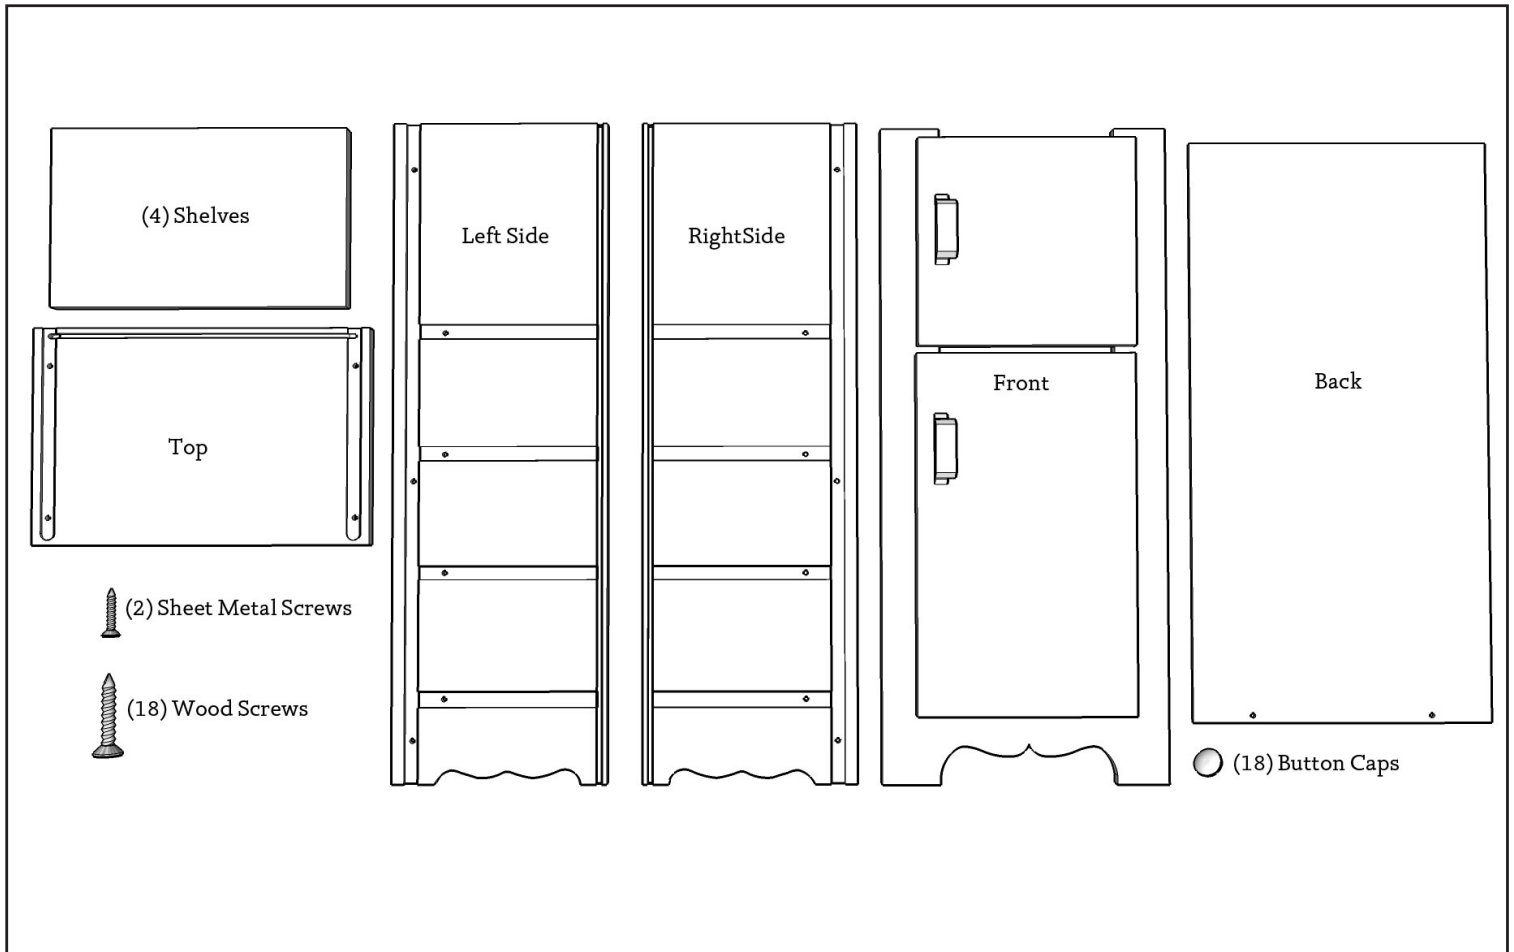 (4) Shelves
Top
(2) Sheet Metal Screws
(18) Wood Screws
Left Side
RightSide
Front
Back
(18) Button Caps